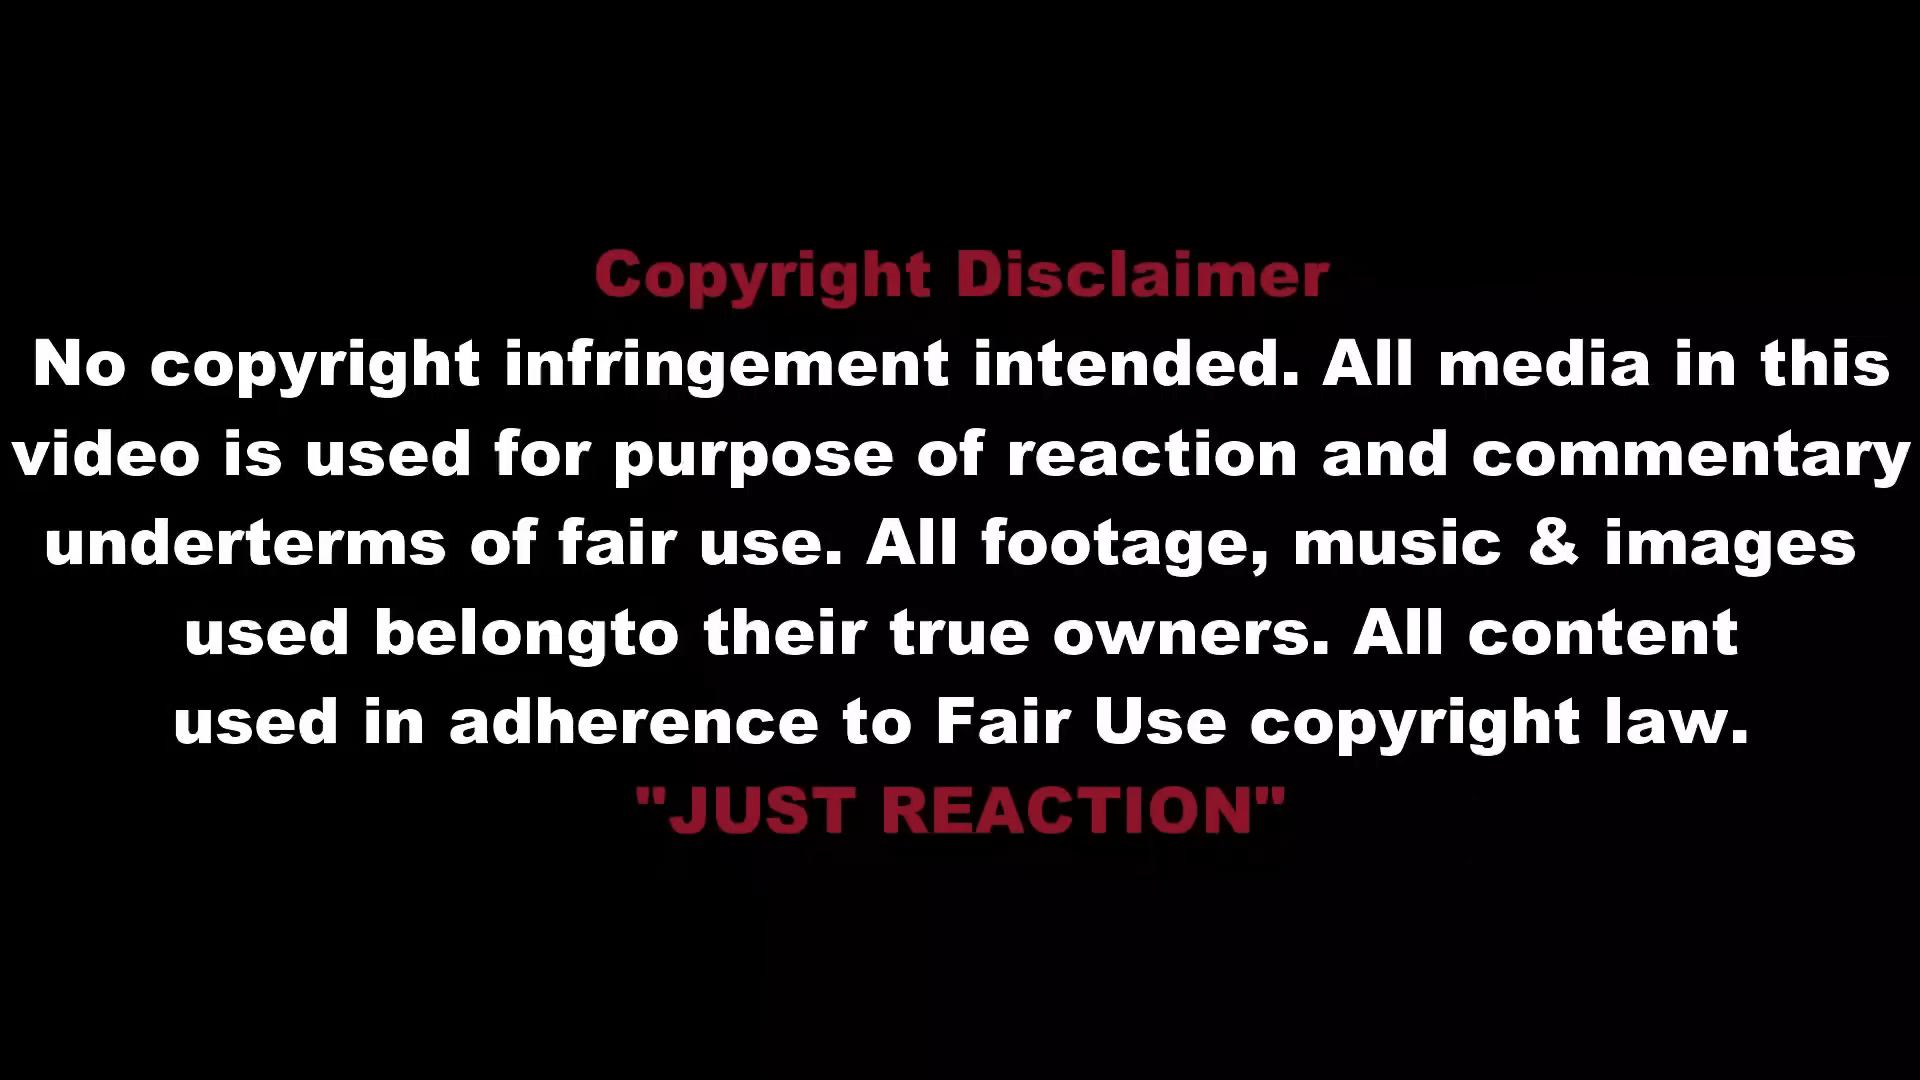 Copyright Disclaimer
No copyright infringement intended. All media in this
video is used for purpose of reaction and commentary
underterms of fair use. All footage, music & images
used belongto their true owners. All content
used in adherence to Fair Use copyright law.
"JUST REACTION"